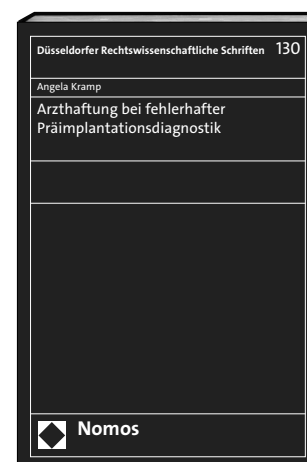 Düsseldorfer Rechtswissenschaftliche Schriften 130
Angela Kramp
Arzthaftung bei fehlerhafter
Präimplantationsdiagnostik
Nomos